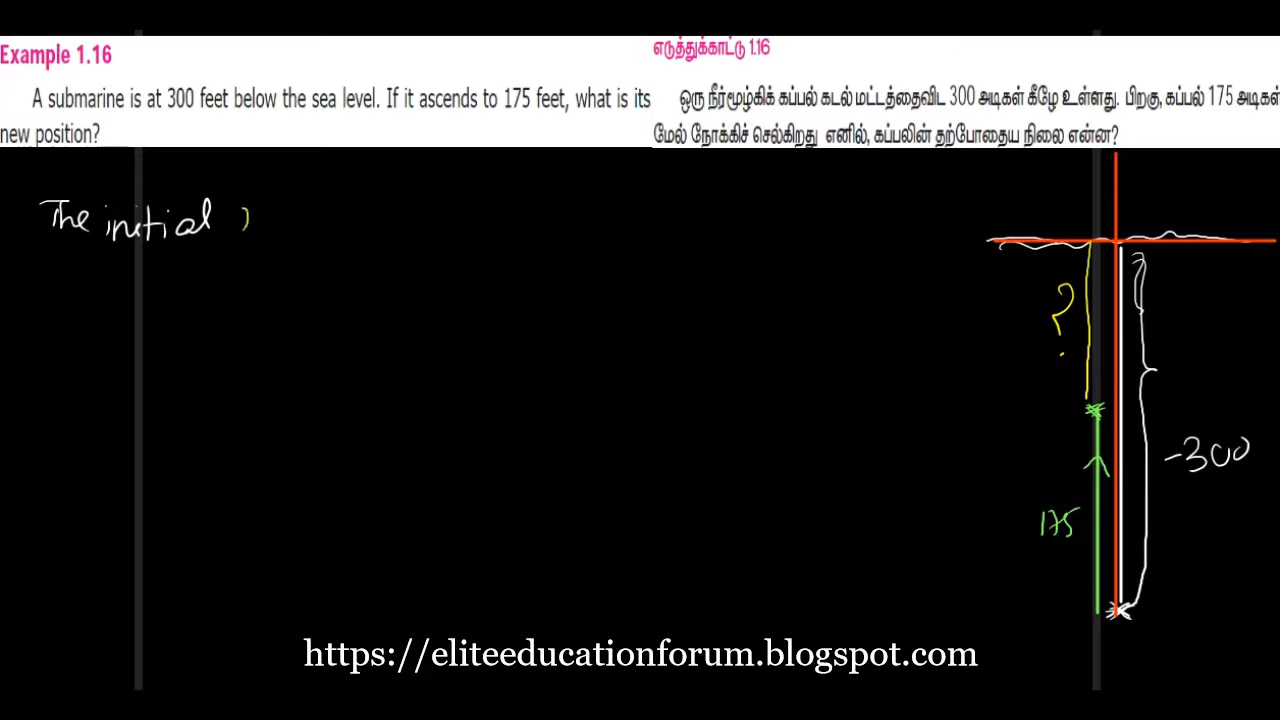 Example 1.16
A submarine is at 300 feet below the sea level. If it ascends to 175 feet, what is its
new position?
எடுத்துக்காட்டு 1.16
ஒரு நீர்மூழ்கிக் கப்பல் கடல் மட்டத்தைவிட 300 அடிகள் கீழே உள்ளது. பிறகு, கப்பல் 175 அடிகள்
மேல் நோக்கிச் செல்கிறது எனில், கப்பலின் தற்போதைய நிலை என்ன?
The initial
?
-300
175
https://eliteeducationforum.blogspot.com